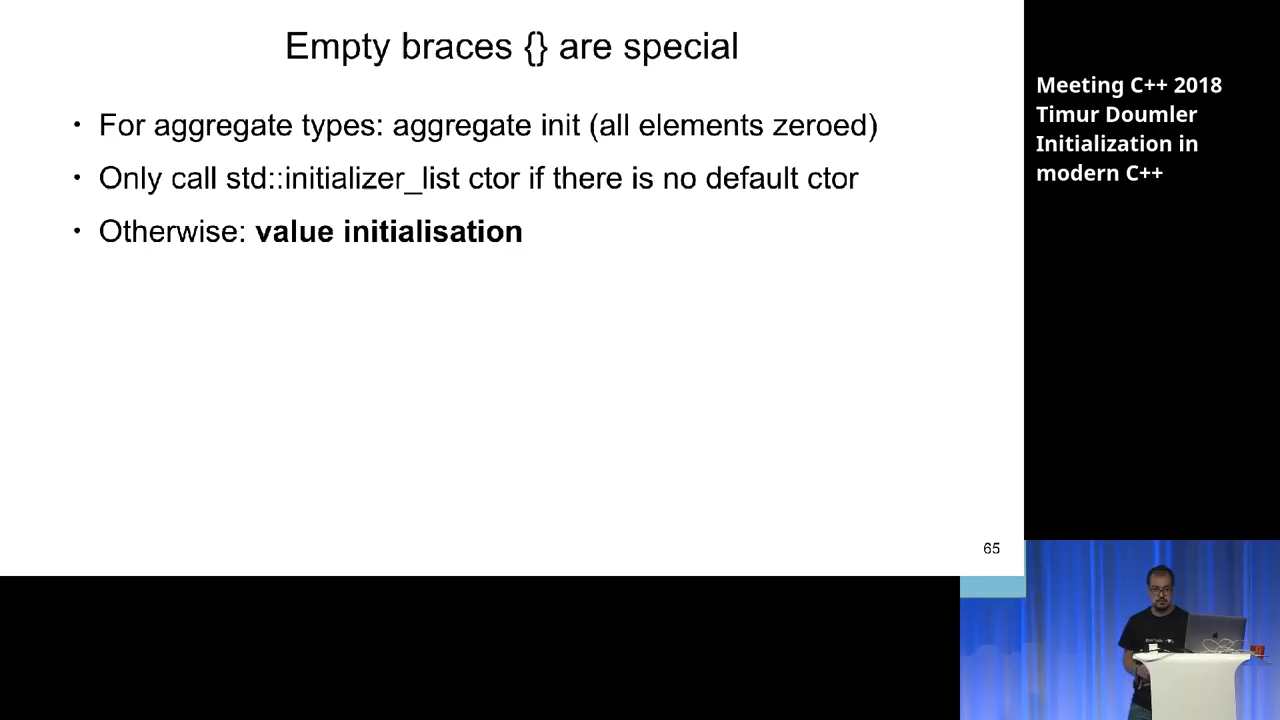 Empty braces {} are special
• For aggregate types: aggregate init (all elements zeroed)
• Only call std::initializer_list ctor if there is no default ctor
• Otherwise: value initialisation
65
Meeting C++ 2018
Timur Doumler
Initialization in
modern C++